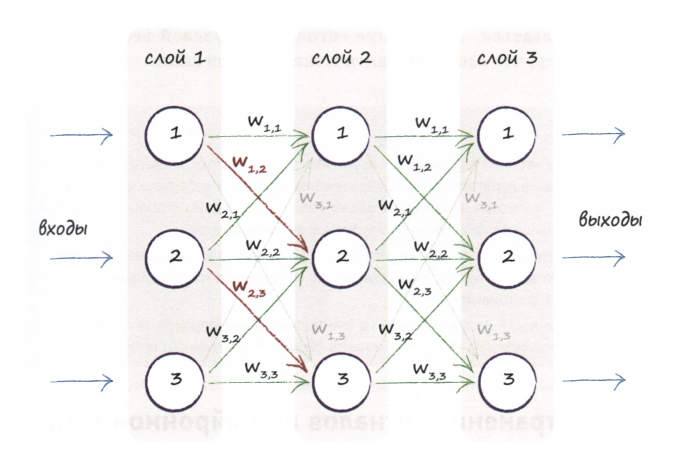 слой 1 слой 2 слой 3
1 w1,1 1 w1,1 1
w1,2 w1,2
w2,1 w3,1 w2,1 w3,1
входы выходы
2 w2,2 2 w2,2 2
w2,3 w2,3
w3,2 w1,3 w3,2 w1,3
3 w3,3 3 w3,3 3